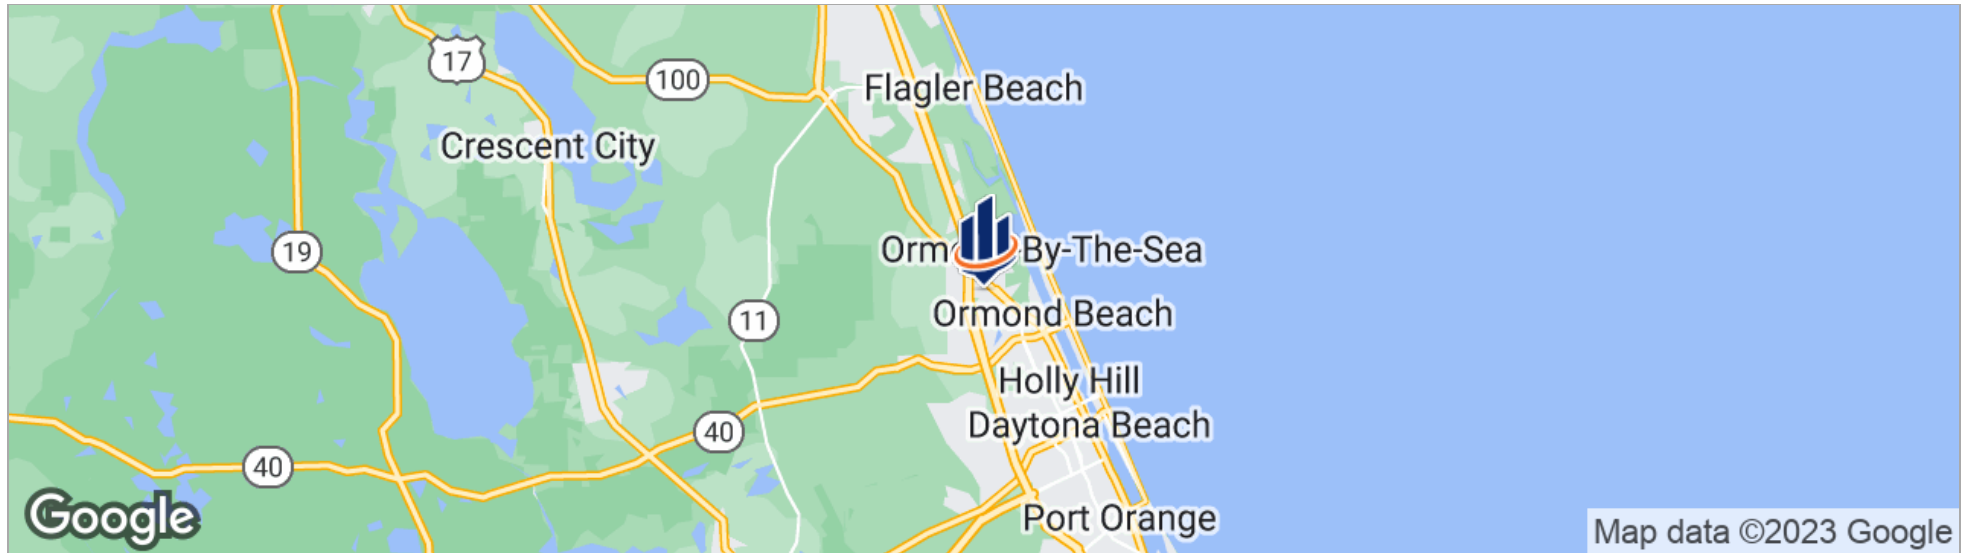 17
100
Flagler Beach
Crescent City
19
Orm -By-The-Sea
11
Ormond Beach
Holly Hill
40
Daytona Beach
40
Google
Port Orange
Map data ©2023 Google